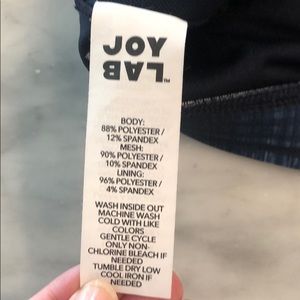 JOY
LAB™
BODY:
88% POLYESTER /
12% SPANDEX
MESH:
90% POLYESTER /
10% SPANDEX
LINING:
96% POLYESTER /
4% SPANDEX
WASH INSIDE OUT
MACHINE WASH
COLD WITH LIKE
COLORS
GENTLE CYCLE
ONLY NON-
CHLORINE BLEACH IF
NEEDED
TUMBLE DRY LOW
COOL IRON IF
NEEDED